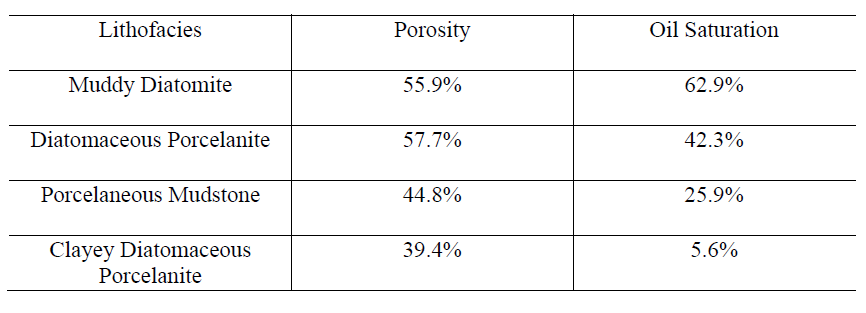 Lithofacies Porosity Oil Saturation
Muddy Diatomite 55.9% 62.9%
Diatomaceous Porcelanite 57.7% 42.3%
Porcelaneous Mudstone 44.8% 25.9%
Clayey Diatomaceous 39.4% 5.6%
Porcelanite